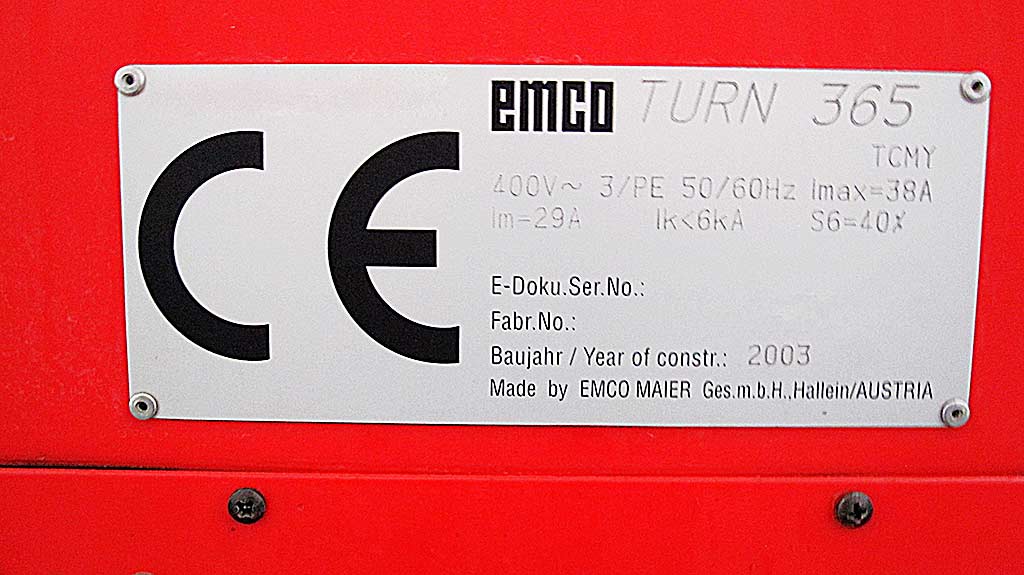 CE
emco TURN 365
TCMY
400V~ 3/PE 50/60Hz Imax=38A
Im=29A Ik<6kA S6=40%
E-Doku.Ser.No.:
Fabr.No.:
Baujahr / Year of constr.: 2003
Made by EMCO MAIER Ges.m.b.H.,Hallein/AUSTRIA